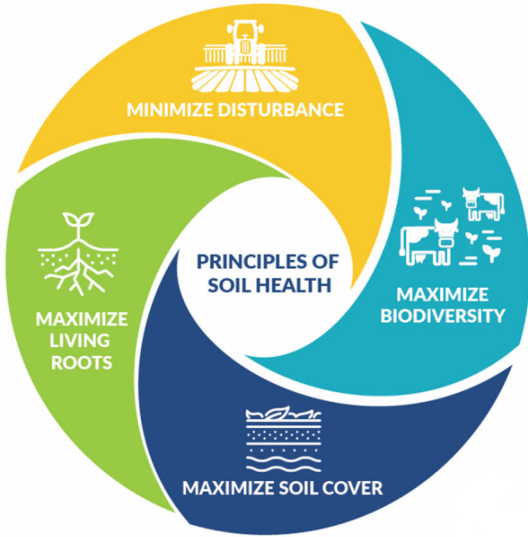 MINIMIZE DISTURBANCE
PRINCIPLES OF
SOIL HEALTH
MAXIMIZE
BIODIVERSITY
MAXIMIZE
LIVING
ROOTS
MAXIMIZE SOIL COVER